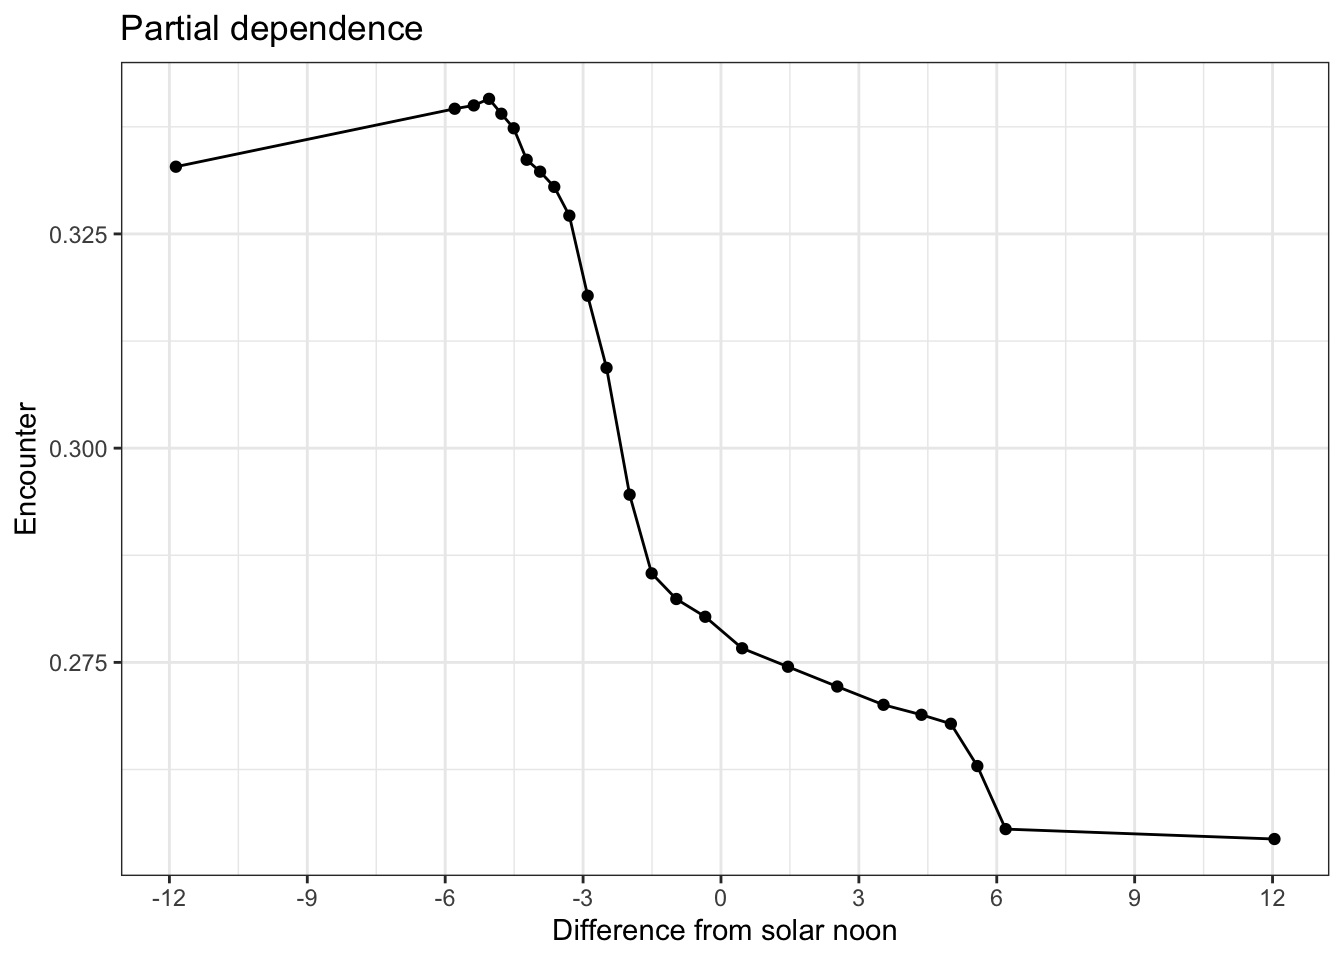 Partial dependence
0.325
0.300
0.275
Encounter
-12 -9 -6 -3 0 3 6 9 12
Difference from solar noon